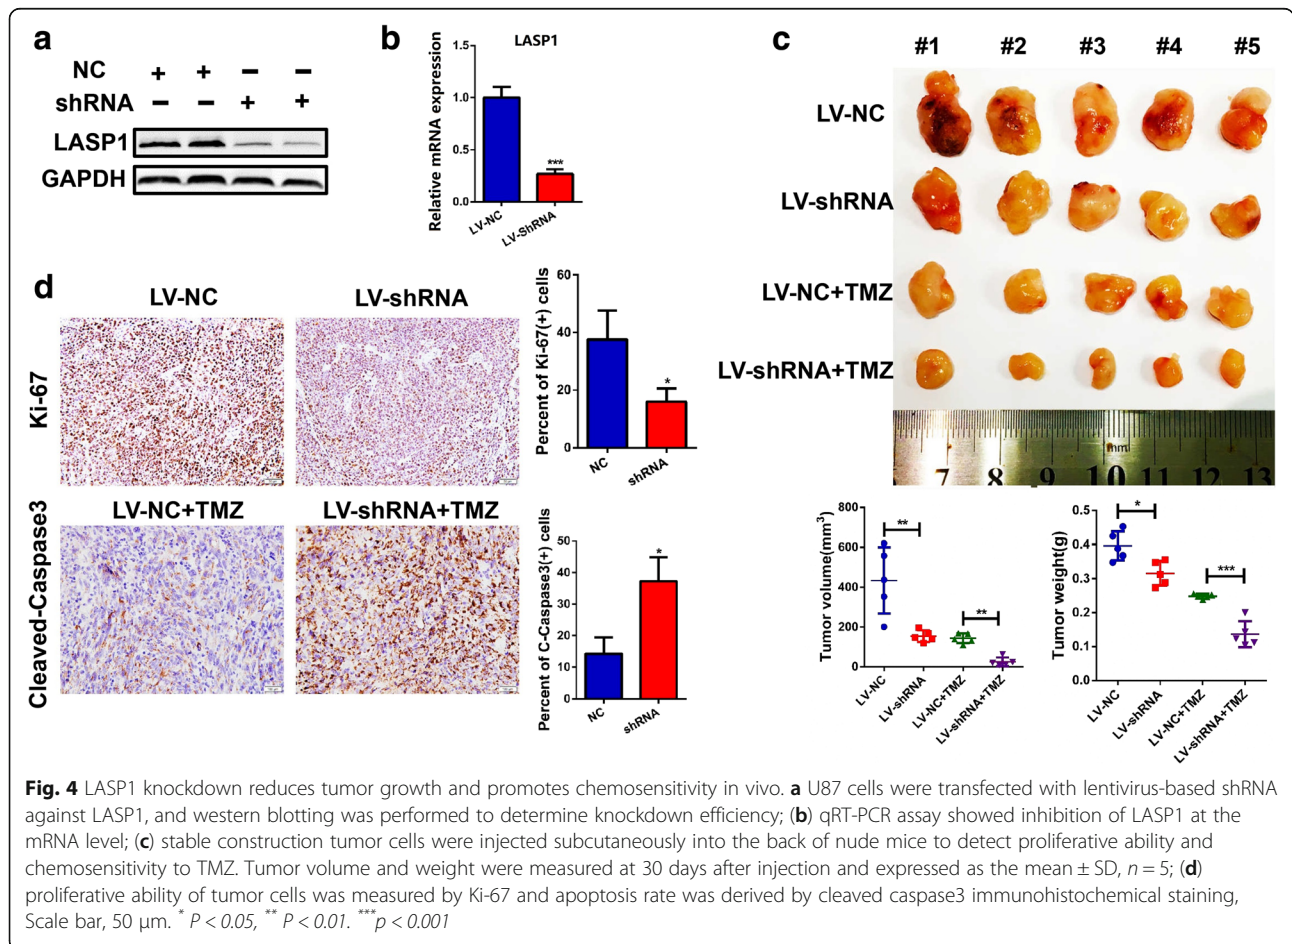 a
NC + + − −
shRNA − − + +
LASP1
GAPDH
b
LASP1
Relative mRNA expression
1.5
1.0
0.5
0.0
LV-NC
LV-ShRNA
***
c
#1 #2 #3 #4 #5
LV-NC
LV-shRNA
LV-NC+TMZ
LV-shRNA+TMZ
mm
7 8 9 10 11 12 13
d
LV-NC LV-shRNA
Ki-67
Percent of Ki-67(+) cells
60
40
20
0
NC
shRNA
*
LV-NC+TMZ LV-shRNA+TMZ
Cleaved-Caspase3
Percent of C-Caspase3(+) cells
50
40
30
20
10
0
NC
shRNA
*
Tumor volume(mm³)
800
600
400
200
0
**
**
LV-NC
LV-shRNA
LV-NC+TMZ
LV-shRNA+TMZ
Tumor weight(g)
0.5
0.4
0.3
0.2
0.1
0.0
*
***
LV-NC
LV-shRNA
LV-NC+TMZ
LV-shRNA+TMZ
Fig. 4 LASP1 knockdown reduces tumor growth and promotes chemosensitivity in vivo. a U87 cells were transfected with lentivirus-based shRNA
against LASP1, and western blotting was performed to determine knockdown efficiency; (b) qRT-PCR assay showed inhibition of LASP1 at the
mRNA level; (c) stable construction tumor cells were injected subcutaneously into the back of nude mice to detect proliferative ability and
chemosensitivity to TMZ. Tumor volume and weight were measured at 30 days after injection and expressed as the mean ± SD, n = 5; (d)
proliferative ability of tumor cells was measured by Ki-67 and apoptosis rate was derived by cleaved caspase3 immunohistochemical staining,
Scale bar, 50 μm. * P < 0.05, ** P < 0.01. ***p < 0.001